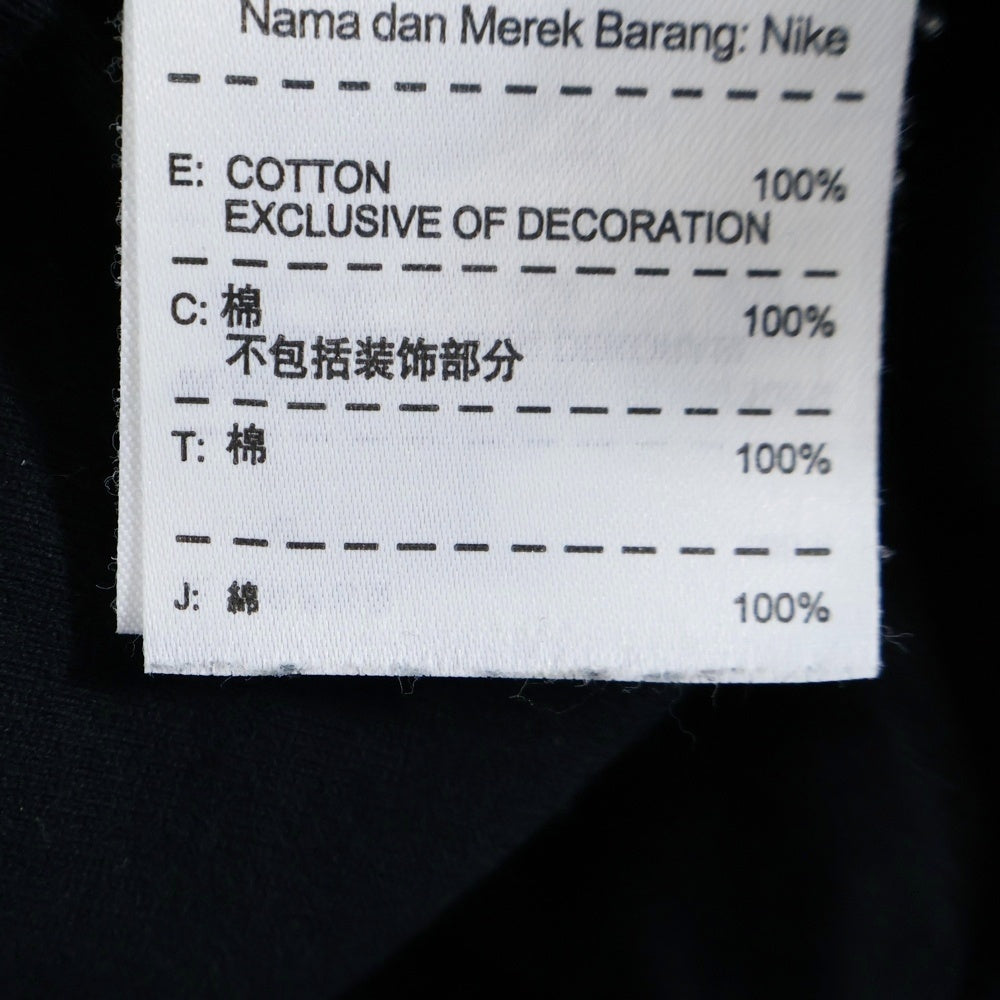 Nama dan Merek Barang: Nike
E: COTTON 100%
EXCLUSIVE OF DECORATION
C: 棉 100%
不包括装饰部分
T: 棉 100%
J: 綿 100%